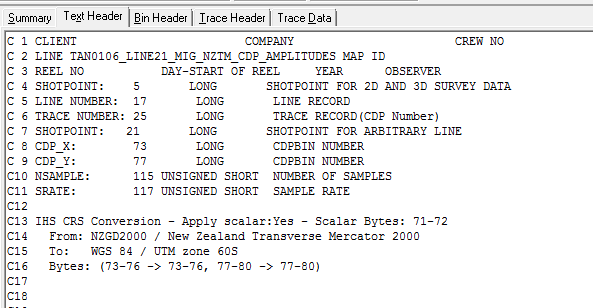 Summary Text Header Bin Header Trace Header Trace Data
C 1 CLIENT COMPANY CREW NO
C 2 LINE TAN0106_LINE21_MIG_NZTM_CDP_AMPLITUDES MAP ID
C 3 REEL NO DAY-START OF REEL YEAR OBSERVER
C 4 SHOTPOINT: 5 LONG SHOTPOINT FOR 2D AND 3D SURVEY DATA
C 5 LINE NUMBER: 17 LONG LINE RECORD
C 6 TRACE NUMBER: 25 LONG TRACE RECORD(CDP Number)
C 7 SHOTPOINT: 21 LONG SHOTPOINT FOR ARBITRARY LINE
C 8 CDP_X: 73 LONG CDPBIN NUMBER
C 9 CDP_Y: 77 LONG CDPBIN NUMBER
C10 NSAMPLE: 115 UNSIGNED SHORT NUMBER OF SAMPLES
C11 SRATE: 117 UNSIGNED SHORT SAMPLE RATE
C12
C13 IHS CRS Conversion - Apply scalar:Yes - Scalar Bytes: 71-72
C14 From: NZGD2000 / New Zealand Transverse Mercator 2000
C15 To: WGS 84 / UTM zone 60S
C16 Bytes: (73-76 -> 73-76, 77-80 -> 77-80)
C17
C18